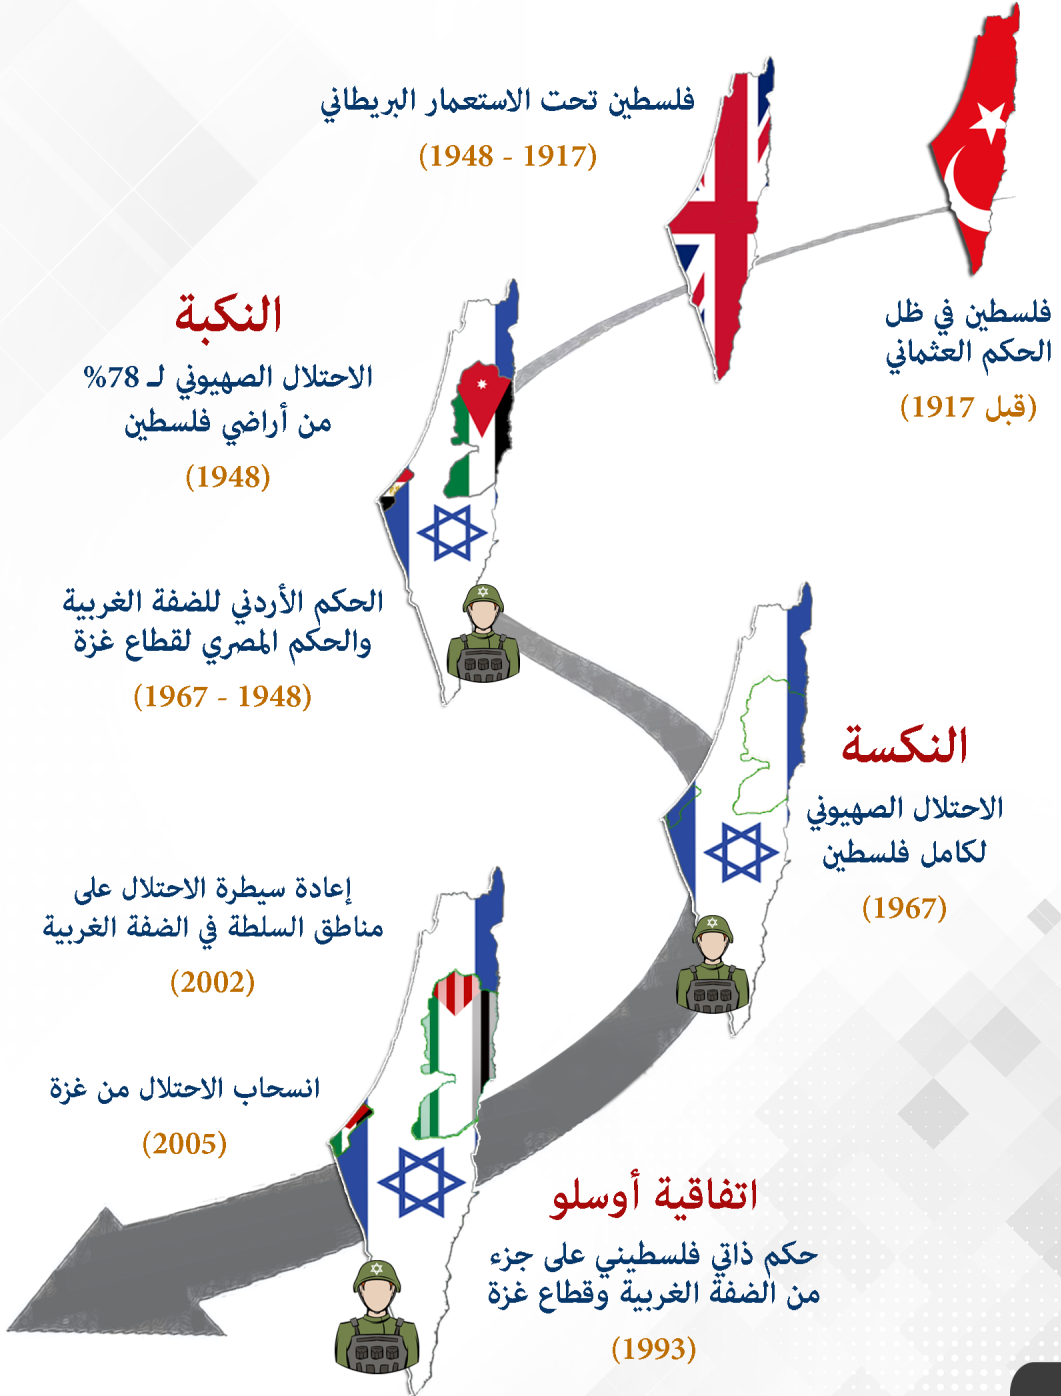 فلسطين في ظل
الحكم العثماني
(قبل 1917)
فلسطين تحت الاستعمار البريطاني
(1917 - 1948)
النكبة
الاحتلال الصهيوني لـ 78%
من أراضي فلسطين
(1948)
الحكم الأردني للضفة الغربية
والحكم المصري لقطاع غزة
(1948 - 1967)
النكسة
الاحتلال الصهيوني
لكامل فلسطين
(1967)
اتفاقية أوسلو
حكم ذاتي فلسطيني على جزء
من الضفة الغربية وقطاع غزة
(1993)
إعادة سيطرة الاحتلال على
مناطق السلطة في الضفة الغربية
(2002)
انسحاب الاحتلال من غزة
(2005)